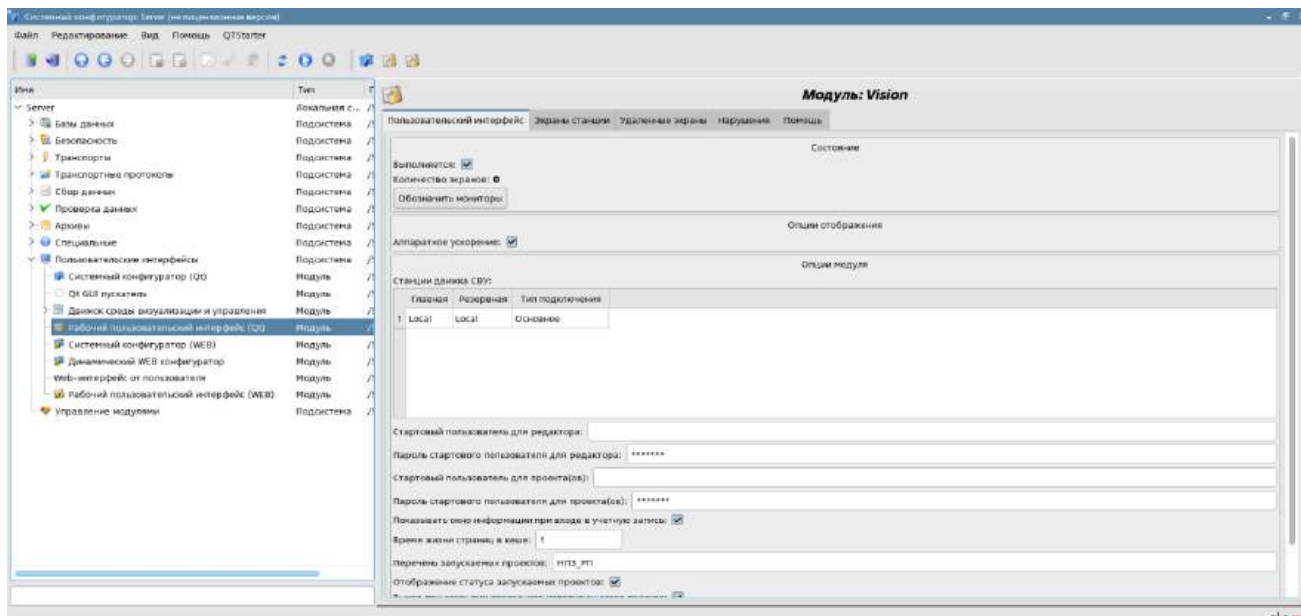 Системный конфигуратор: Server (не лицензионная версия)
Файл Редактирование Вид Помощь QTStarter
Имя Тип П
Server Локальная с... /S
Базы данных Подсистема /S
Безопасность Подсистема /S
Транспорты Подсистема /S
Транспортные протоколы Подсистема /S
Сбор данных Подсистема /S
Проверка данных Подсистема /S
Архивы Подсистема /S
Специальные Подсистема /S
Пользовательские интерфейсы Подсистема /S
Системный конфигуратор (Qt) Модуль /S
Qt GUI пускатель Модуль /S
Движок среды визуализации и управления Модуль /S
Рабочий пользовательский интерфейс (Qt) Модуль /S
Системный конфигуратор (WEB) Модуль /S
Динамический WEB конфигуратор Модуль /S
Web-интерфейс от пользователя Модуль /S
Рабочий пользовательский интерфейс (WEB) Модуль /S
Управление модулями Подсистема /S
Модуль: Vision
Пользовательский интерфейс Экраны станции Удаленные экраны Нарушения Помощь
Состояние
Выполняется:
Количество экранов: 0
Обозначить мониторы
Опции отображения
Аппаратное ускорение:
Опции модуля
Станции движка СВУ:
Главная Резервная Тип подключения
1 Local Local Основное
Стартовый пользователь для редактора:
Пароль стартового пользователя для редактора: *******
Стартовый пользователь для проекта(ов):
Пароль стартового пользователя для проекта(ов): *******
Показывать окно информации при входе в учетную запись:
Время жизни страниц в кеше: 1
Перечень запускаемых проектов: НПЗ_РП
Отображение статуса запускаемых проектов: